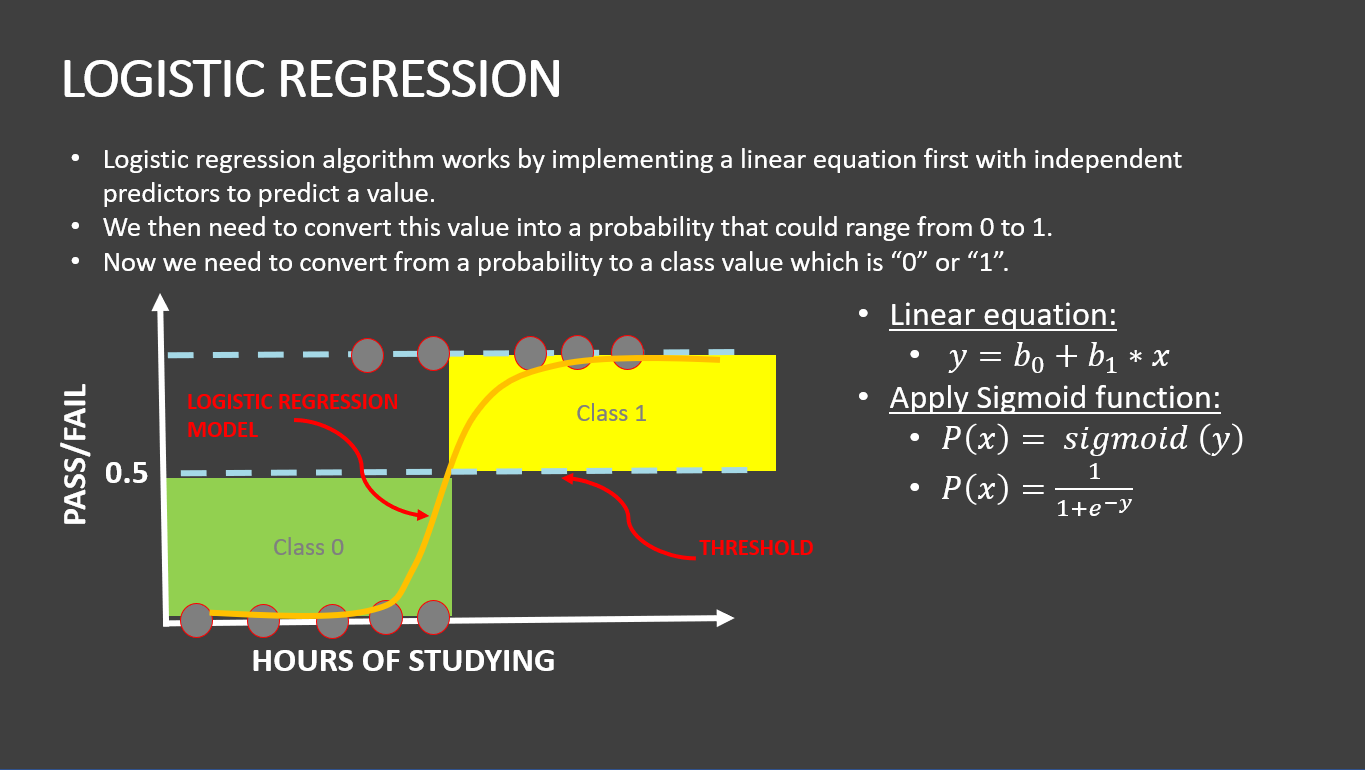 LOGISTIC REGRESSION
• Logistic regression algorithm works by implementing a linear equation first with independent
predictors to predict a value.
• We then need to convert this value into a probability that could range from 0 to 1.
• Now we need to convert from a probability to a class value which is “0” or “1”.
PASS/FAIL
0.5
LOGISTIC REGRESSION
MODEL
Class 1
Class 0
THRESHOLD
HOURS OF STUDYING
• Linear equation:
• y = b₀ + b₁ ∗ x
• Apply Sigmoid function:
• P(x) = sigmoid (y)
• P(x) = 1/(1+e^−y)